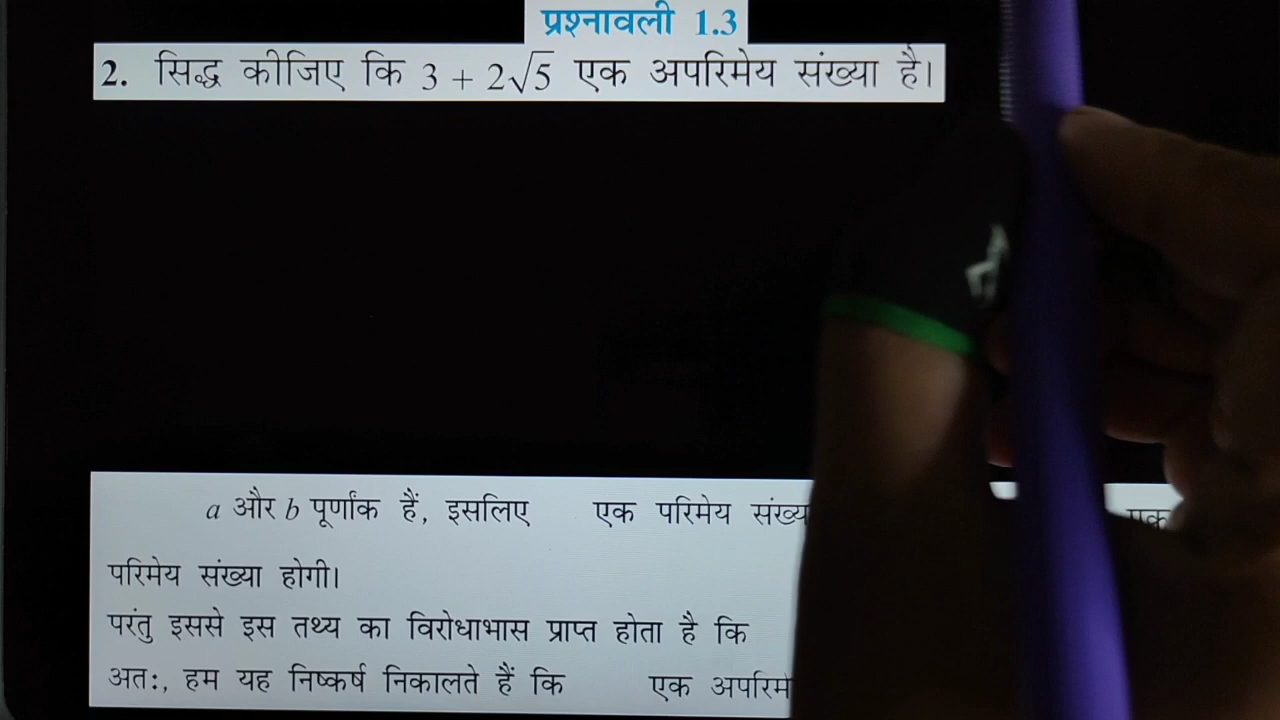 प्रश्नावली 1.3
2. सिद्ध कीजिए कि 3 + 2√5 एक अपरिमेय संख्या है।
a और b पूर्णांक हैं, इसलिए एक परिमेय एक
परिमेय संख्या होगी।
परंतु इससे इस तथ्य का विरोधाभास प्राप्त होता है कि
अतः, हम यह निष्कर्ष निकालते हैं कि एक